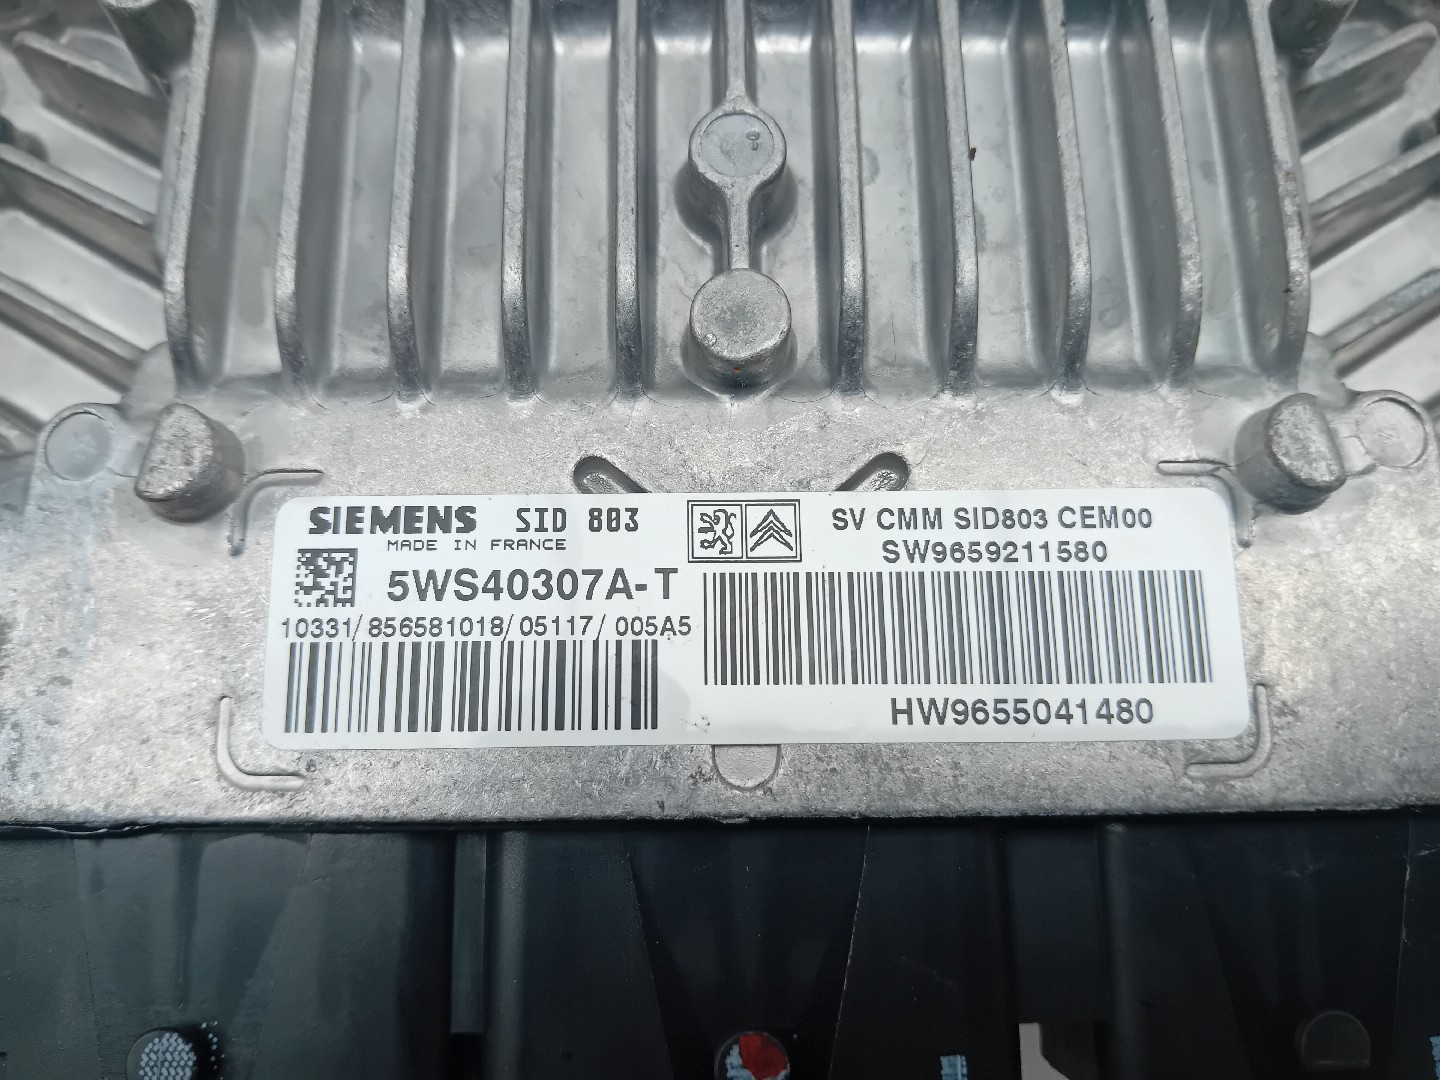 SIEMENS SID 803
MADE IN FRANCE
5WS40307A-T
10331/856581018/05117/005A5
SV CMM SID803 CEM00
SW9659211580
HW9655041480